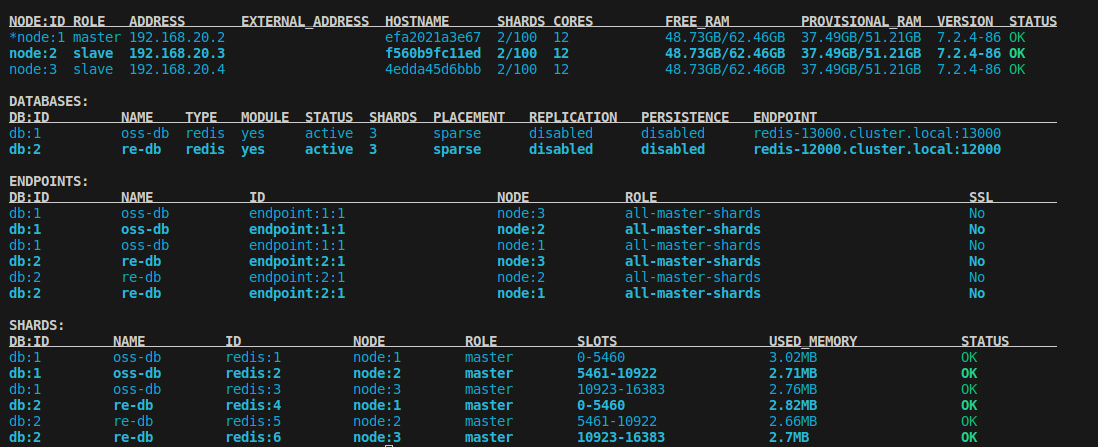 NODE:ID ROLE ADDRESS EXTERNAL_ADDRESS HOSTNAME SHARDS CORES FREE_RAM PROVISIONAL_RAM VERSION STATUS
*node:1 master 192.168.20.2 efa2021a3e67 2/100 12 48.73GB/62.46GB 37.49GB/51.21GB 7.2.4-86 OK
node:2 slave 192.168.20.3 f560b9fc11ed 2/100 12 48.73GB/62.46GB 37.49GB/51.21GB 7.2.4-86 OK
node:3 slave 192.168.20.4 4edda45d6bbb 2/100 12 48.73GB/62.46GB 37.49GB/51.21GB 7.2.4-86 OK
DATABASES:
DB:ID NAME TYPE MODULE STATUS SHARDS PLACEMENT REPLICATION PERSISTENCE ENDPOINT
db:1 oss-db redis yes active 3 sparse disabled disabled redis-13000.cluster.local:13000
db:2 re-db redis yes active 3 sparse disabled disabled redis-12000.cluster.local:12000
ENDPOINTS:
DB:ID NAME ID NODE ROLE SSL
db:1 oss-db endpoint:1:1 node:3 all-master-shards No
db:1 oss-db endpoint:1:1 node:2 all-master-shards No
db:1 oss-db endpoint:1:1 node:1 all-master-shards No
db:2 re-db endpoint:2:1 node:3 all-master-shards No
db:2 re-db endpoint:2:1 node:2 all-master-shards No
db:2 re-db endpoint:2:1 node:1 all-master-shards No
SHARDS:
DB:ID NAME ID NODE ROLE SLOTS USED_MEMORY STATUS
db:1 oss-db redis:1 node:1 master 0-5460 3.02MB OK
db:1 oss-db redis:2 node:2 master 5461-10922 2.71MB OK
db:1 oss-db redis:3 node:3 master 10923-16383 2.76MB OK
db:2 re-db redis:4 node:1 master 0-5460 2.82MB OK
db:2 re-db redis:5 node:2 master 5461-10922 2.66MB OK
db:2 re-db redis:6 node:3 master 10923-16383 2.7MB OK